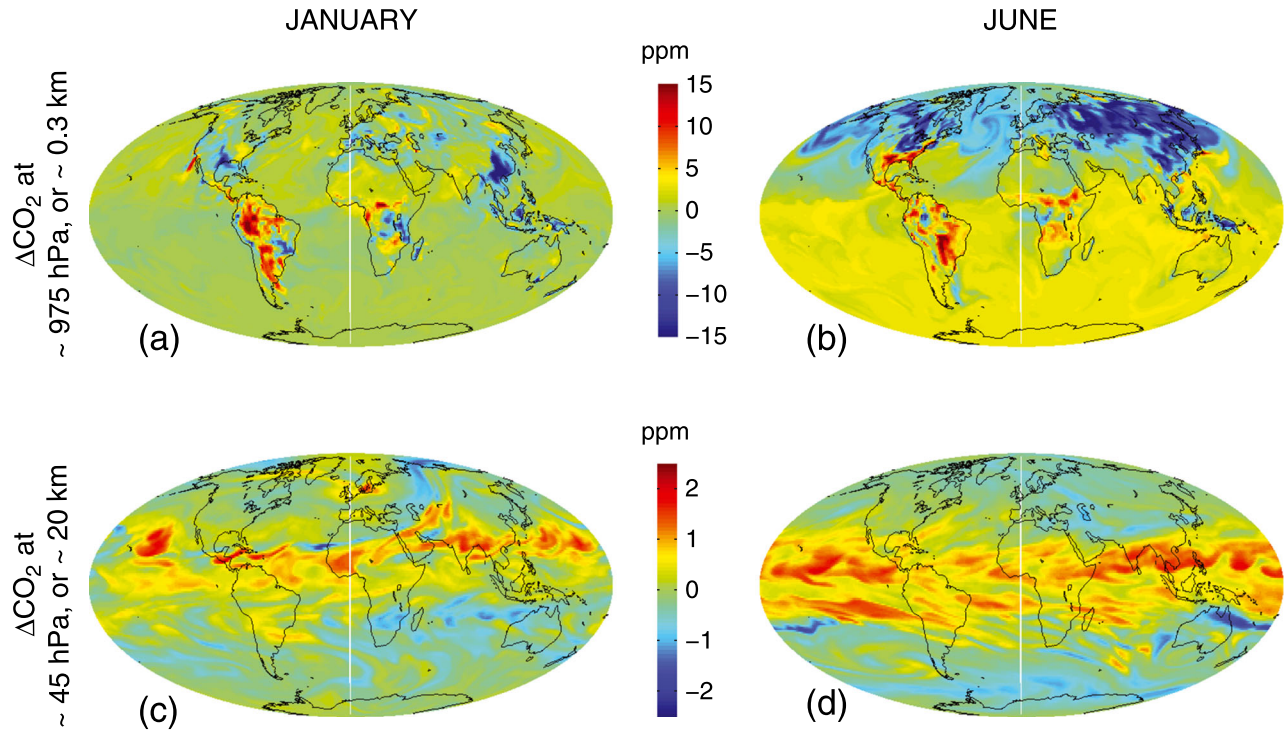 JANUARY
JUNE
ΔCO₂ at
~ 975 hPa, or ~ 0.3 km
ppm
15
10
5
0
−5
−10
−15
(a)
(b)
ΔCO₂ at
~ 45 hPa, or ~ 20 km
ppm
2
1
0
−1
−2
(c)
(d)